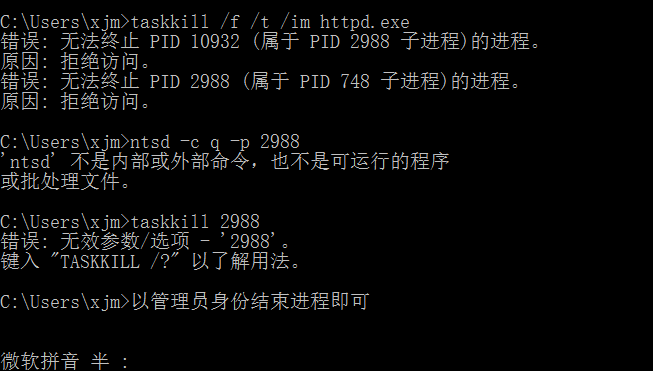 C:\Users\xjm>taskkill /f /t /im httpd.exe
错误: 无法终止 PID 10932 (属于 PID 2988 子进程)的进程。
原因: 拒绝访问。
错误: 无法终止 PID 2988 (属于 PID 748 子进程)的进程。
原因: 拒绝访问。
C:\Users\xjm>ntsd -c q -p 2988
'ntsd' 不是内部或外部命令，也不是可运行的程序
或批处理文件。
C:\Users\xjm>taskkill 2988
错误: 无效参数/选项 - '2988'。
键入 "TASKKILL /?" 以了解用法。
C:\Users\xjm>以管理员身份结束进程即可
微软拼音 半 :